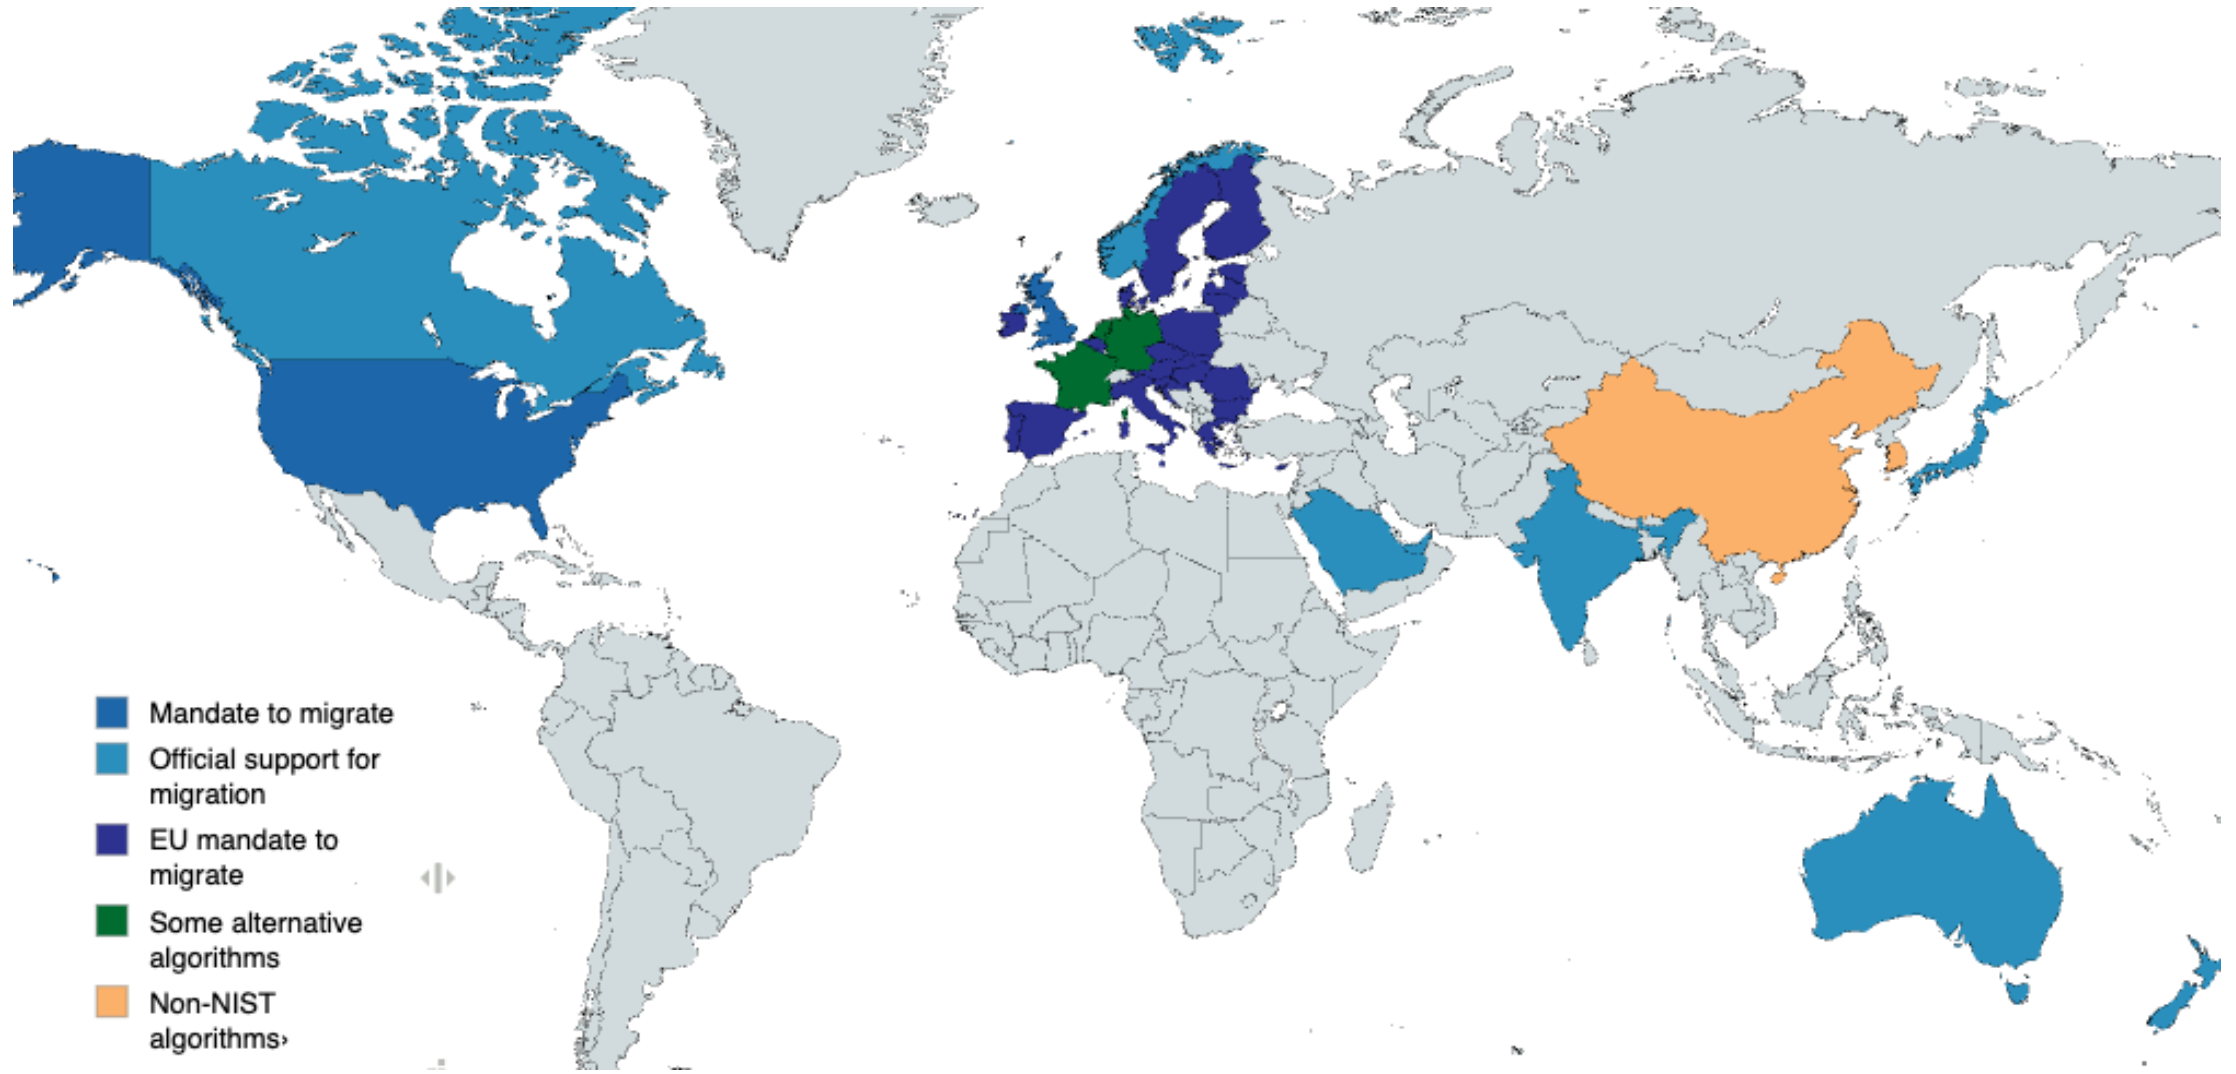 Mandate to migrate
Official support for
migration
EU mandate to
migrate
Some alternative
algorithms
Non-NIST
algorithms›